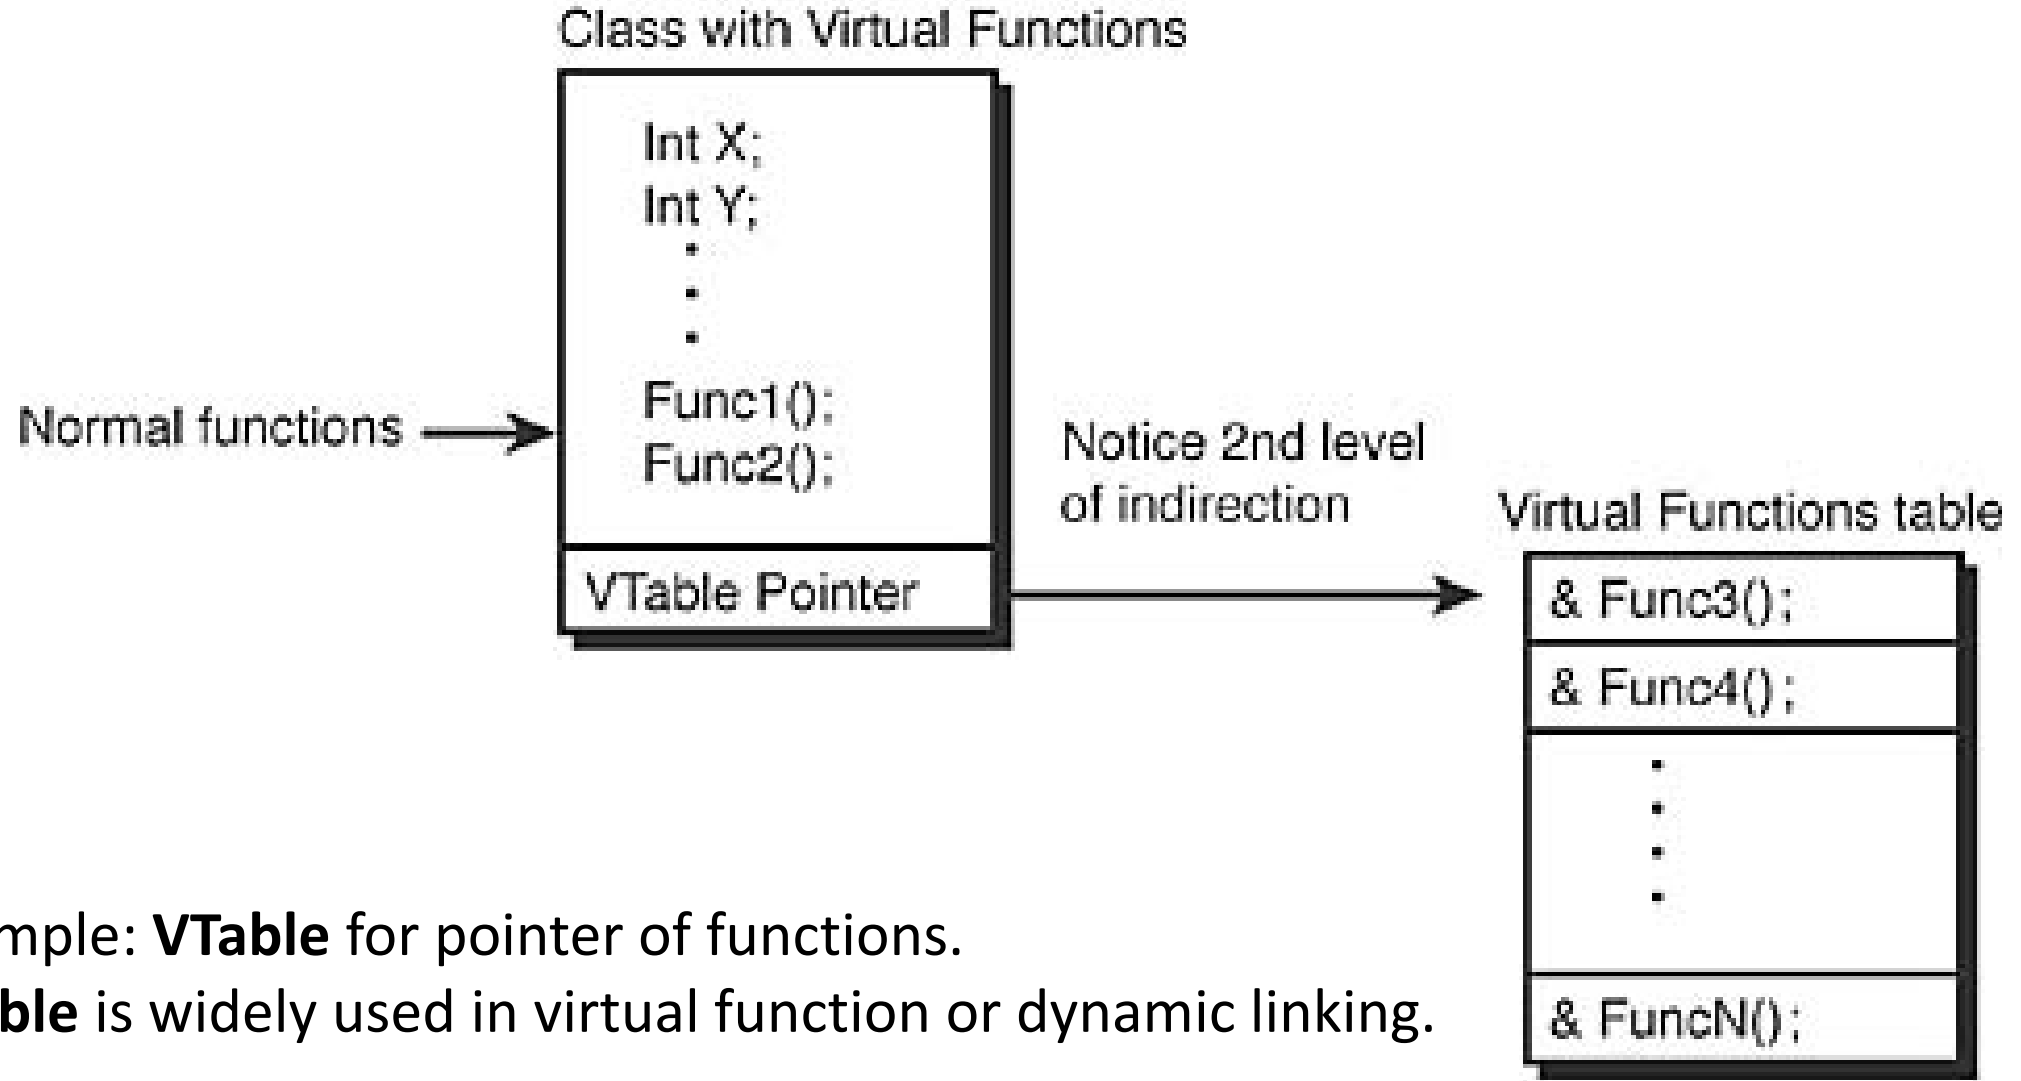 Class with Virtual Functions
Int X;
Int Y;
Func1();
Func2();
Normal functions
VTable Pointer
Notice 2nd level
of indirection
Virtual Functions table
& Func3();
& Func4();
& FuncN();
mple: VTable for pointer of functions.
ble is widely used in virtual function or dynamic linking.